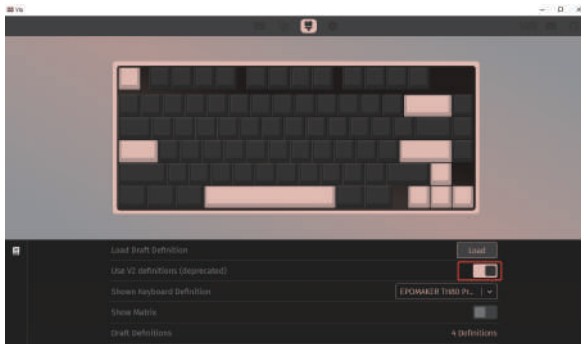 VIA
Load Draft Definition
Load
Use V2 definitions (deprecated)
Shown Keyboard Definition
EPOMAKER TH80 Pr...
Show Matrix
Draft Definitions
4 Definitions